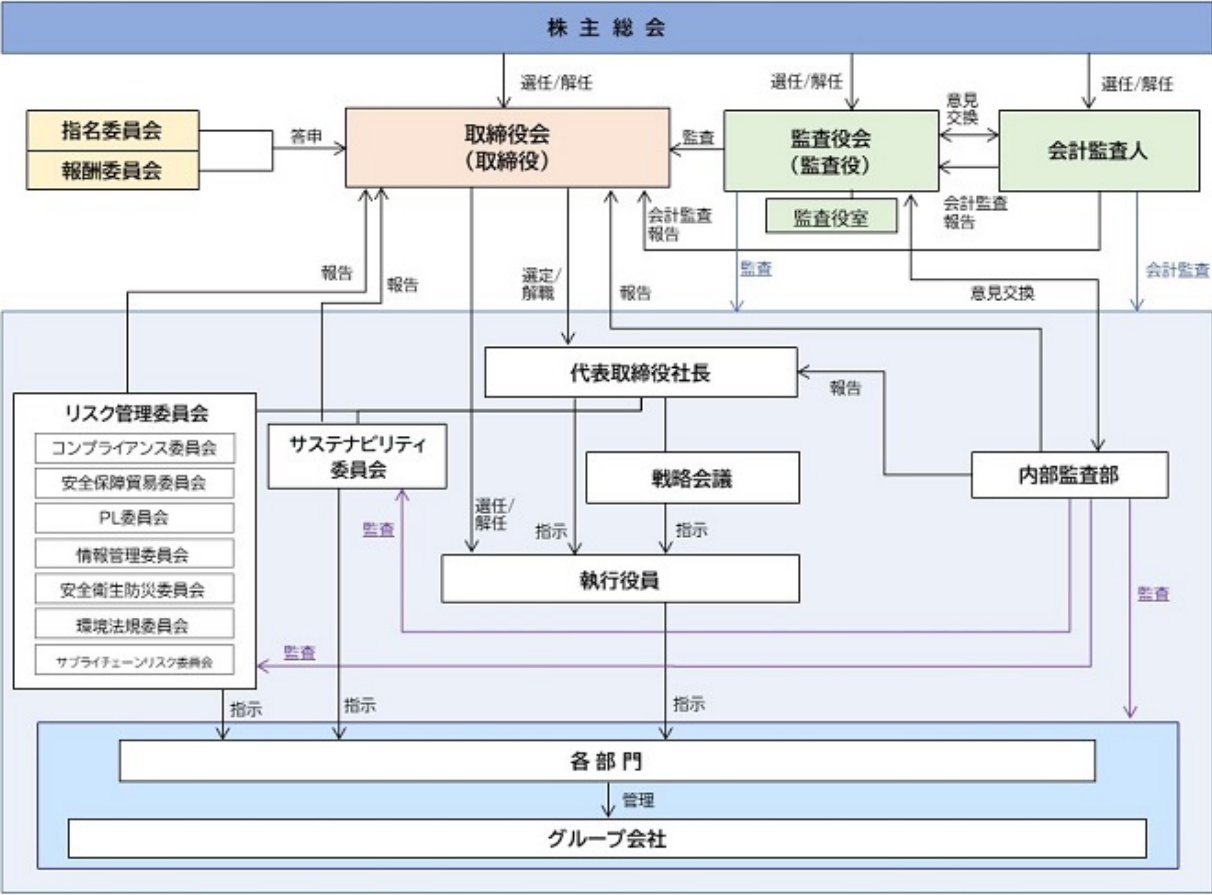 株主総会
選任/解任
選任/解任
選任/解任
指名委員会
報酬委員会
答申
取締役会
（取締役）
監査
監査役会
（監査役）
監査役室
意見
交換
会計監査人
会計監査
報告
会計監査
報告
報告
報告
選定/
解職
報告
監査
意見交換
会計監査
代表取締役社長
報告
リスク管理委員会
コンプライアンス委員会
安全保障貿易委員会
PL委員会
情報管理委員会
安全衛生防災委員会
環境法規委員会
サプライチェーンリスク委員会
サステナビリティ
委員会
戦略会議
内部監査部
選任/
解任
監査
指示
指示
執行役員
監査
監査
指示
指示
指示
各部門
管理
グループ会社